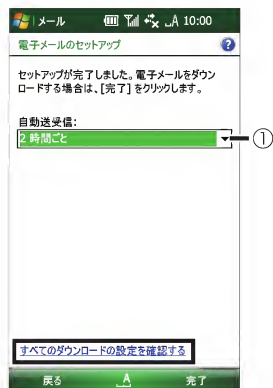 メール 10:00
電子メールのセットアップ
セットアップが完了しました。電子メールをダウン
ロードする場合は、[完了] をクリックします。
自動送受信:
2 時間ごと
①
すべてのダウンロードの設定を確認する
戻る A 完了